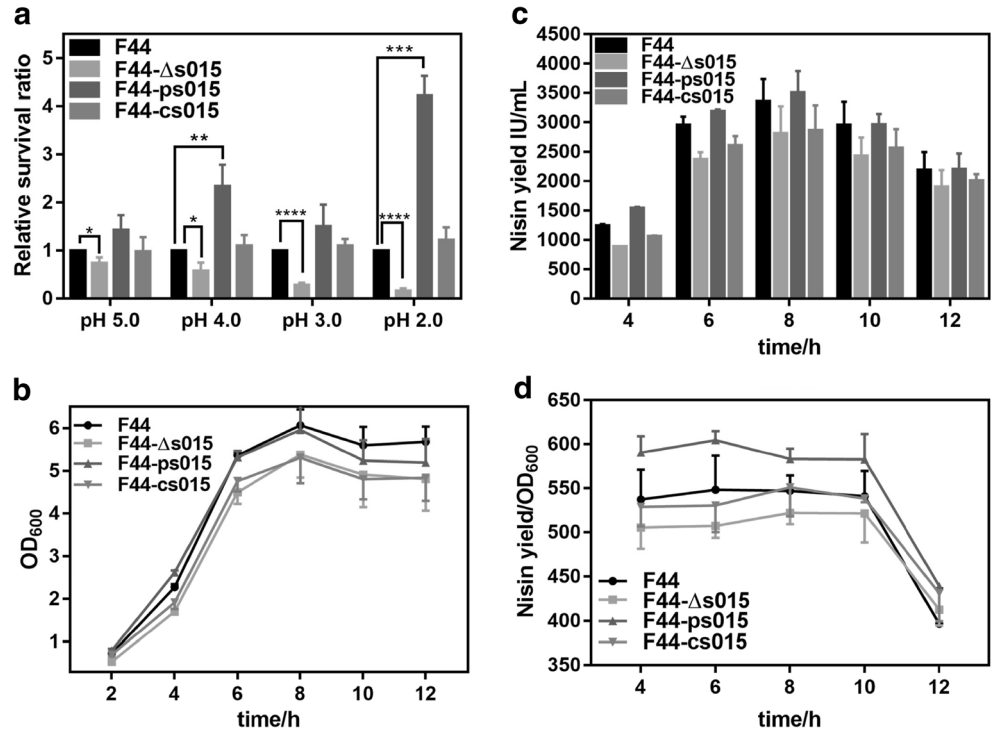 a
Relative survival ratio
5
4
3
2
1
0
F44
F44-Δs015
F44-ps015
F44-cs015
*
**
*
****
***
****
pH 5.0 pH 4.0 pH 3.0 pH 2.0
c
Nisin yield IU/mL
4500
4000
3500
3000
2500
2000
1500
1000
500
0
F44
F44-Δs015
F44-ps015
F44-cs015
4 6 8 10 12
time/h
b
OD600
6
5
4
3
2
1
F44
F44-Δs015
F44-ps015
F44-cs015
2 4 6 8 10 12
time/h
d
Nisin yield/OD600
650
600
550
500
450
400
350
F44
F44-Δs015
F44-ps015
F44-cs015
4 6 8 10 12
time/h